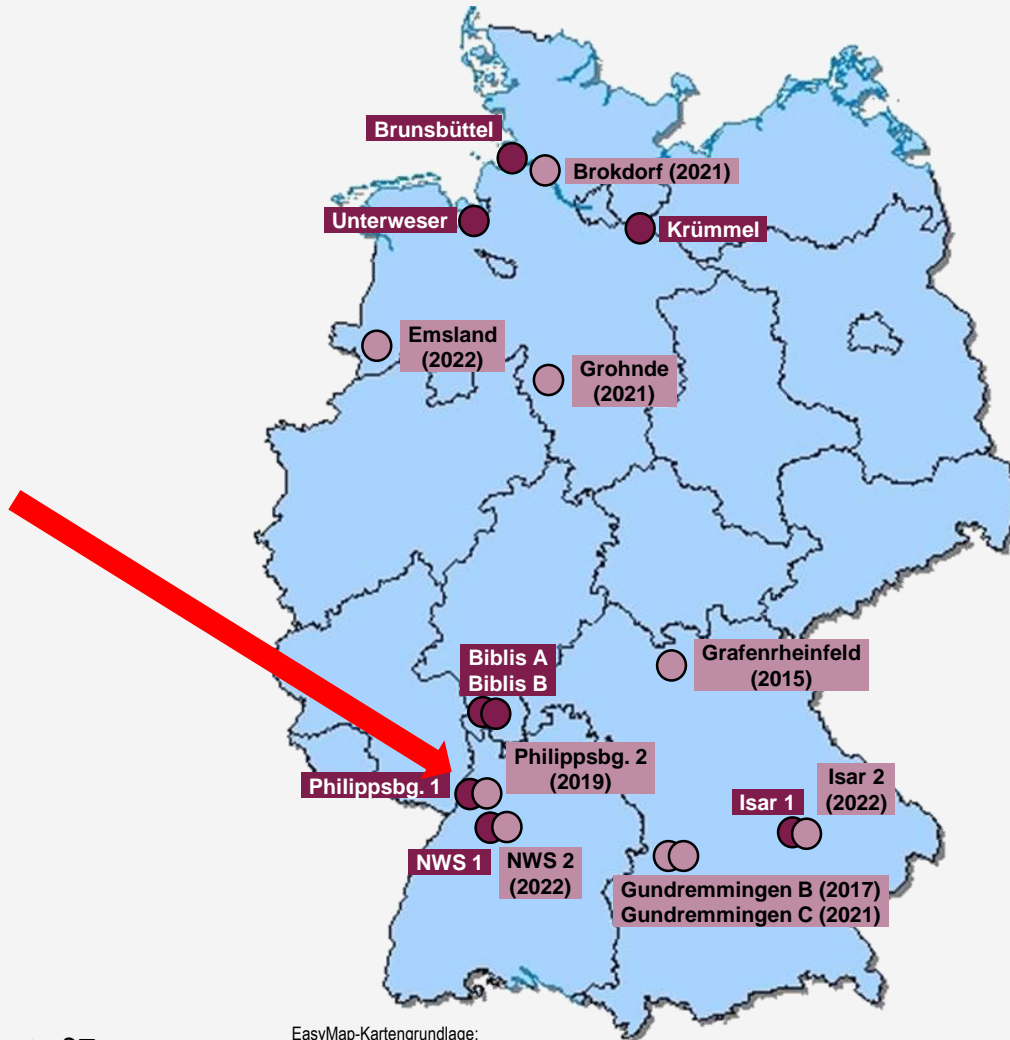 Brunsbüttel
Brokdorf (2021)
Unterweser
Krümmel
Emsland
(2022)
Grohnde
(2021)
Biblis A
Biblis B
Grafenrheinfeld
(2015)
Philippsbg. 2
(2019)
Philippsbg. 1
Isar 2
(2022)
Isar 1
NWS 1
NWS 2
(2022)
Gundremmingen B (2017)
Gundremmingen C (2021)
EasyMap-Kartengrundlage: